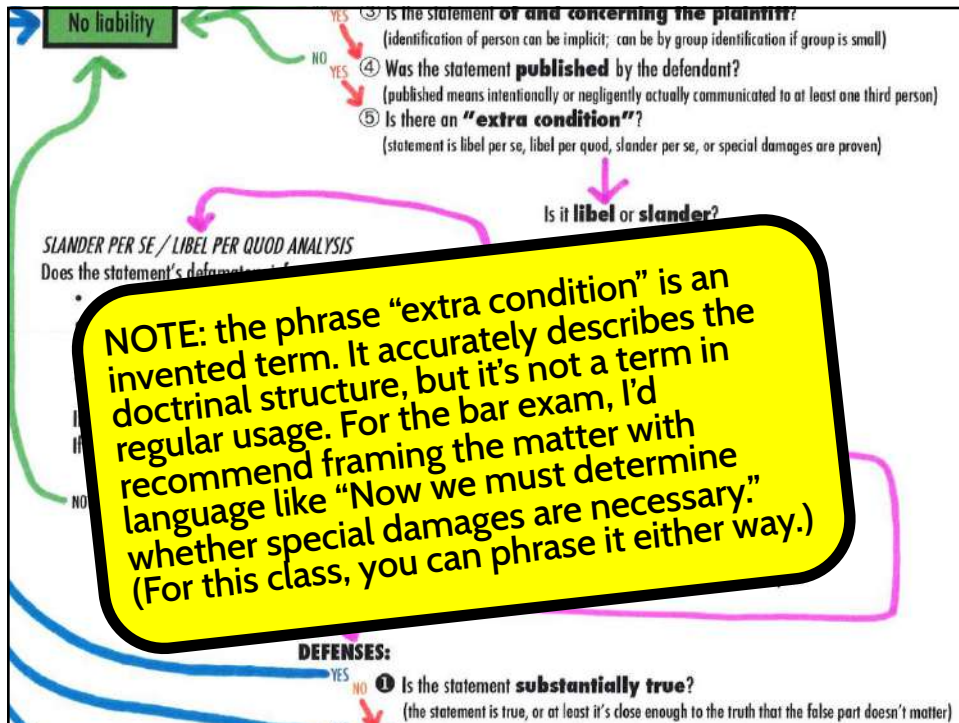 No liability
YES ③ Is the statement of and concerning the plaintiff?
(identification of person can be implicit; can be by group identification if group is small)
NO YES ④ Was the statement published by the defendant?
(published means intentionally or negligently actually communicated to at least one third person)
YES ⑤ Is there an “extra condition”?
(statement is libel per se, libel per quod, slander per se, or special damages are proven)
Is it libel or slander?
SLANDER PER SE / LIBEL PER QUOD ANALYSIS
Does the statement's
NOTE: the phrase “extra condition” is an
invented term. It accurately describes the
doctrinal structure, but it’s not a term in
regular usage. For the bar exam, I’d
recommend framing the matter with
language like “Now we must determine
whether special damages are necessary.”
(For this class, you can phrase it either way.)
DEFENSES:
YES NO ❶ Is the statement substantially true?
(the statement is true, or at least it's close enough to the truth that the false part doesn't matter)